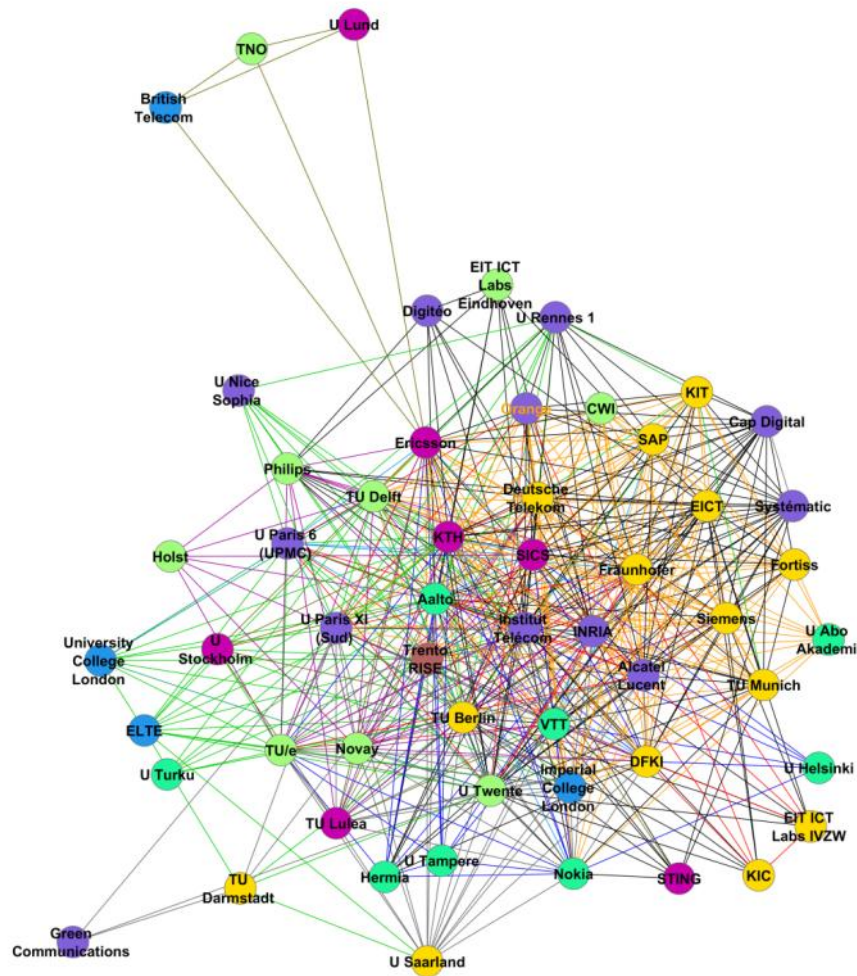 U Lund
TNO
British
Telecom
EIT ICT
Labs
Eindhoven
Digitéo
U Rennes 1
U Nice
Sophia
Orange
CWI
KIT
Cap Digital
Ericsson
SAP
Philips
TU Delft
Deutsche
Telekom
EICT
Systématic
U Paris 6
(UPMC)
KTH
SICS
Holst
Fraunhofer
Fortiss
Aalto
U Paris XI
(Sud)
Institut
Télécom
INRIA
Siemens
U Abo
Akademi
University
College
London
U
Stockholm
Trento
RISE
Alcatel
Lucent
TU Munich
TU Berlin
VTT
ELTE
TU/e
Novay
DFKI
U Helsinki
U Turku
U Twente
Imperial
College
London
TU Lulea
EIT ICT
Labs IVZW
U Tampere
Hermia
Nokia
STING
KIC
TU
Darmstadt
Green
Communications
U Saarland